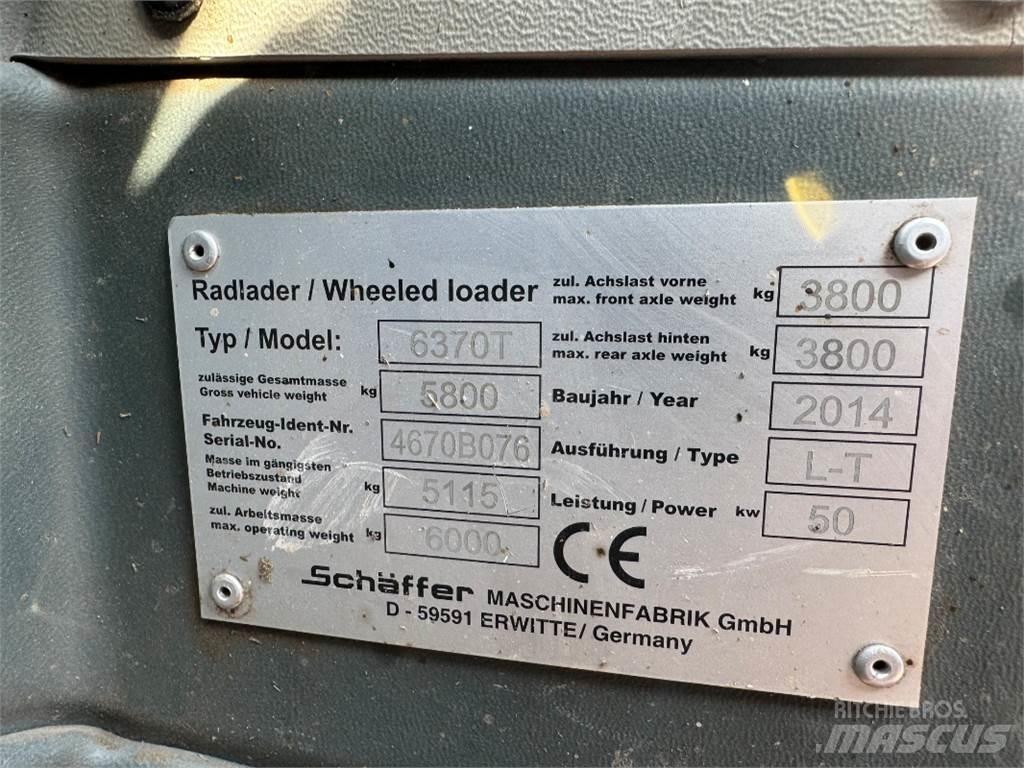 Radlader / Wheeled loader
Typ / Model: 6370T
zulässige Gesamtmasse
Gross vehicle weight kg 5800
Fahrzeug-Ident-Nr.
Serial-No. 4670B076
Masse im gängigsten
Betriebszustand
Machine weight kg 5115
zul. Arbeitsmasse
max. operating weight kg 6000
zul. Achslast vorne
max. front axle weight kg 3800
zul. Achslast hinten
max. rear axle weight kg 3800
Baujahr / Year 2014
Ausführung / Type L-T
Leistung / Power kw 50
CE
Schäffer MASCHINENFABRIK GmbH
D - 59591 ERWITTE / Germany
RITCHIE BROS.
MASCUS